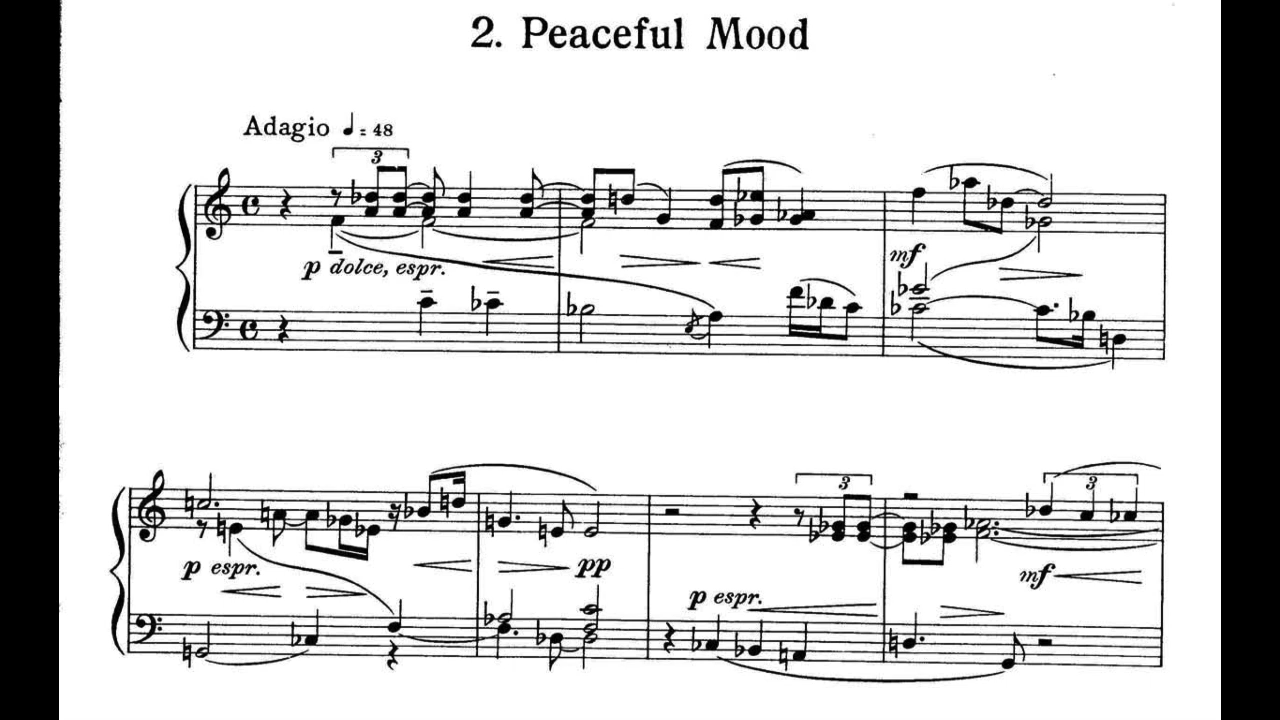 2. Peaceful Mood
Adagio ♩ = 48
3
p dolce, espr.
mf
3
3
p espr.
pp
p espr.
mf